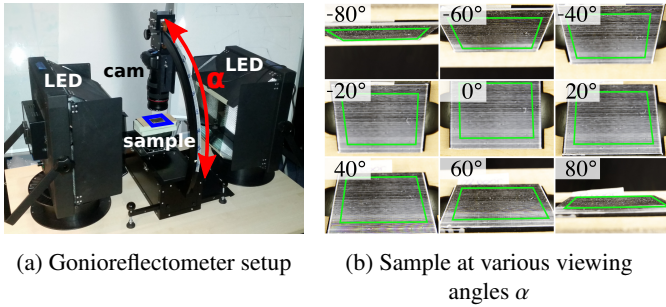 LED
LED
cam
α
sample
-80°
-60°
-40°
-20°
0°
20°
40°
60°
80°
(a) Gonioreflectometer setup
(b) Sample at various viewing
angles α